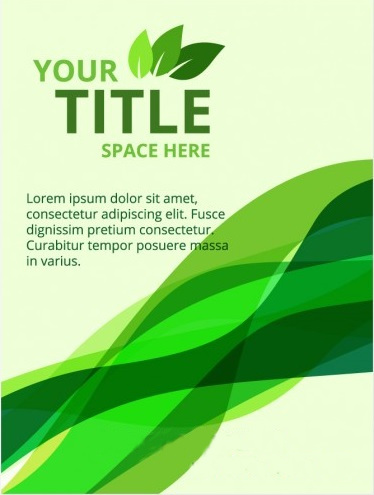 YOUR
TITLE
SPACE HERE
Lorem ipsum dolor sit amet,
consectetur adipiscing elit. Fusce
dignissim pretium consectetur.
Curabitur tempor posuere massa
in varius.